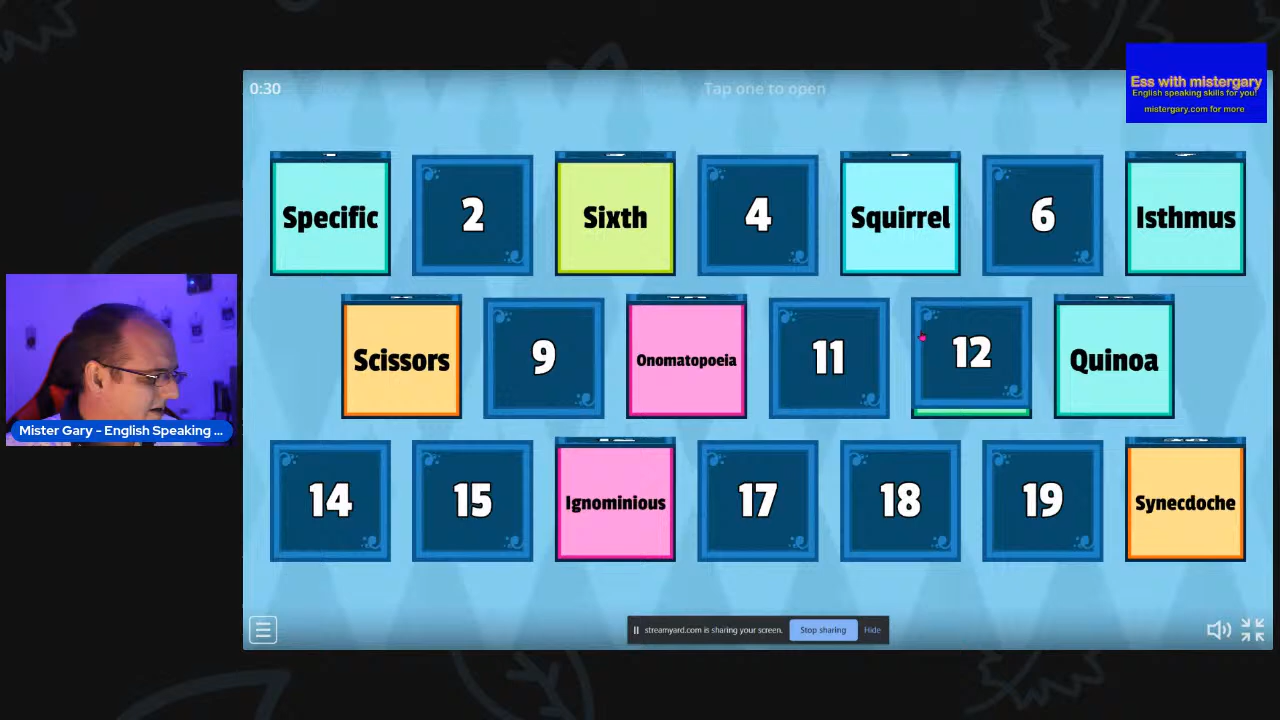 0:30
Tap one to open
Ess with mistergary
English speaking skills for you!
mistergary.com for more
Specific
2
Sixth
4
Squirrel
6
Isthmus
Scissors
9
Onomatopoeia
11
12
Quinoa
Mister Gary - English Speaking ...
14
15
Ignominious
17
18
19
Synecdoche
streamyard.com is sharing your screen.
Stop sharing
Hide